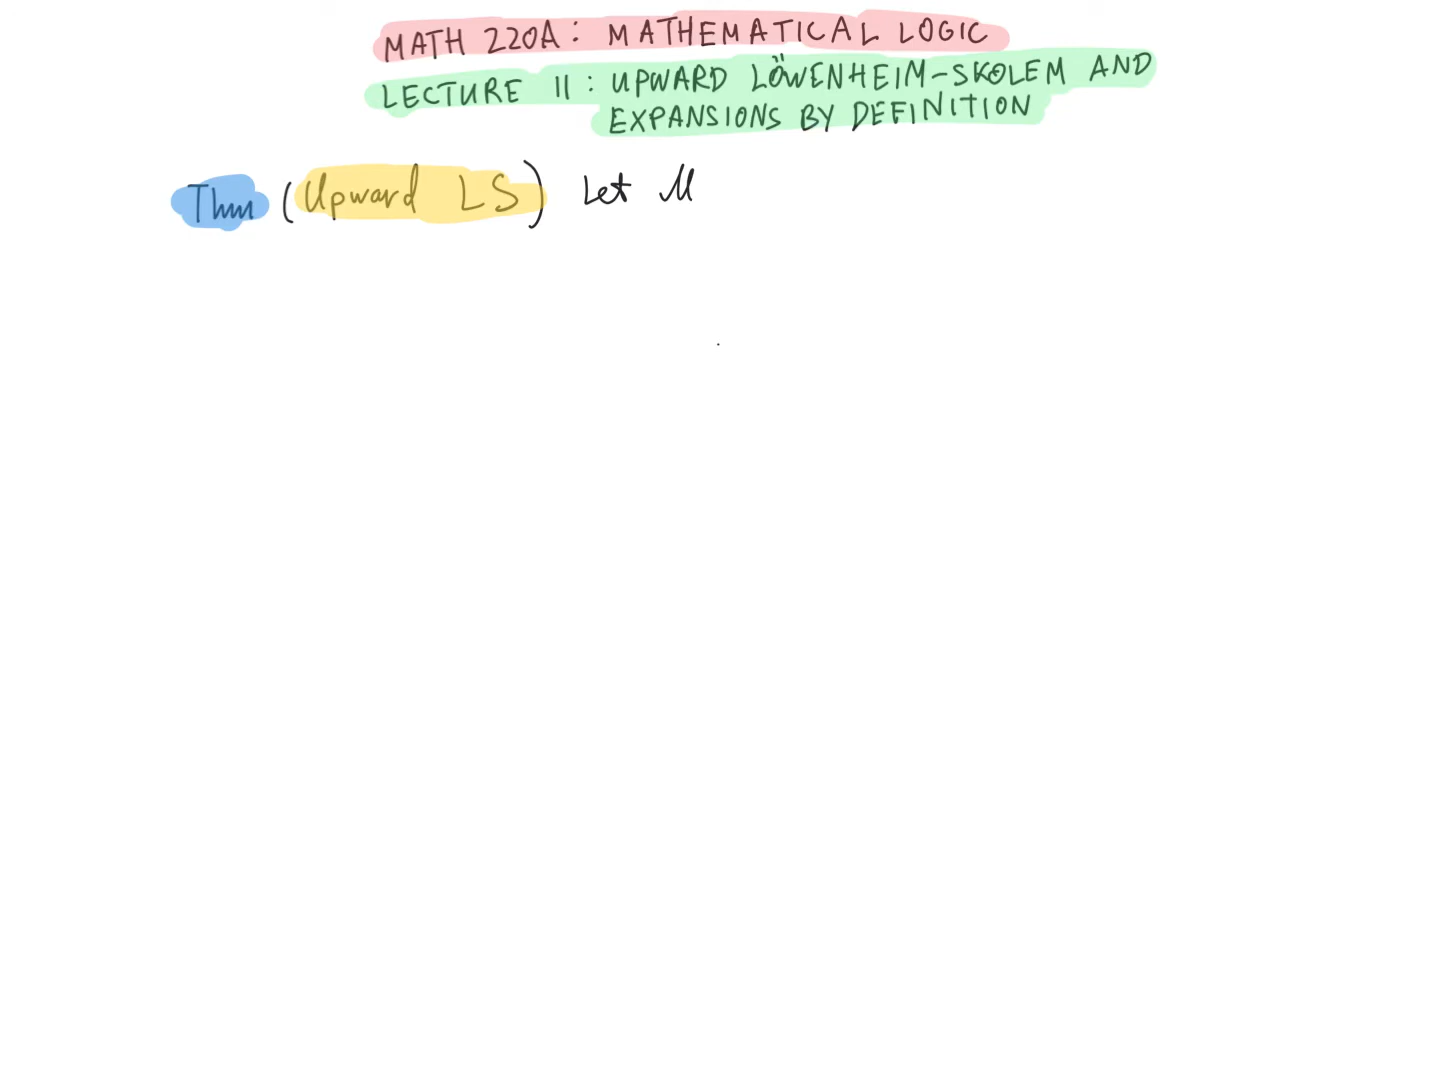 MATH 220A: MATHEMATICAL LOGIC
LECTURE 11: UPWARD LÖWENHEIM-SKOLEM AND
EXPANSIONS BY DEFINITION
Thm (Upward LS) Let M